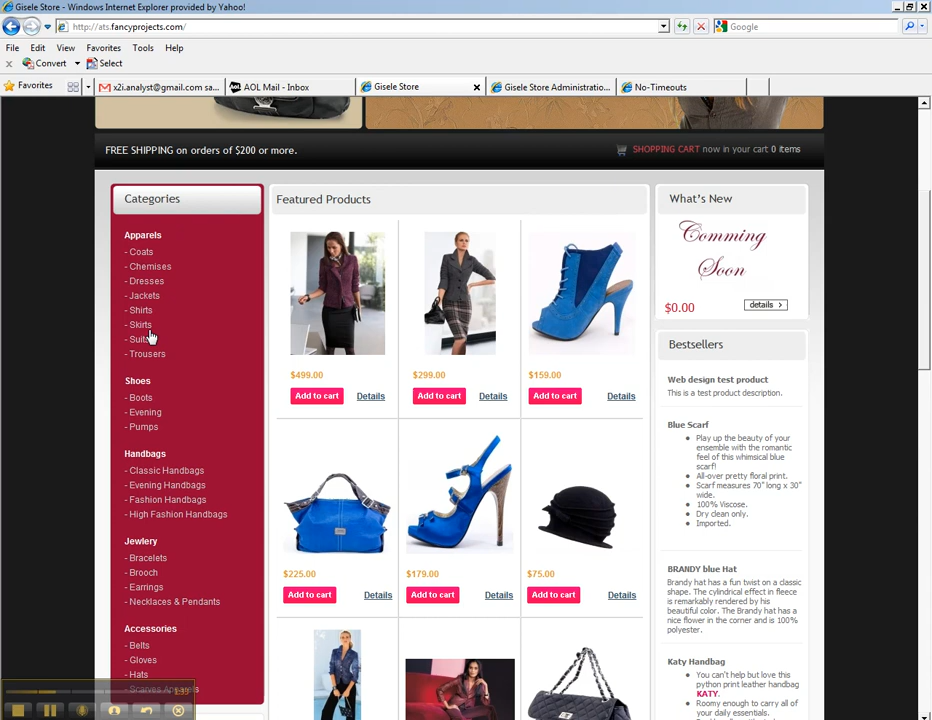 Gisele Store - Windows Internet Explorer provided by Yahoo!
http://ats.fancyprojects.com/
Google
File Edit View Favorites Tools Help
x Convert Select
Favorites
x2i.analyst@gmail.com sa...
AOL Mail - Inbox
Gisele Store
Gisele Store Administratio...
No-Timeouts
FREE SHIPPING on orders of $200 or more.
SHOPPING CART now in your cart 0 items
Categories
Apparels
- Coats
- Chemises
- Dresses
- Jackets
- Shirts
- Skirts
- Suits
- Trousers
Shoes
- Boots
- Evening
- Pumps
Handbags
- Classic Handbags
- Evening Handbags
- Fashion Handbags
- High Fashion Handbags
Jewlery
- Bracelets
- Brooch
- Earrings
- Necklaces & Pendants
Accessories
- Belts
- Gloves
- Hats
- Scarves Apparels
1:33
Featured Products
$499.00
Add to cart Details
$299.00
Add to cart Details
$159.00
Add to cart Details
$225.00
Add to cart Details
$179.00
Add to cart Details
$75.00
Add to cart Details
What's New
Comming
Soon
$0.00
details >
Bestsellers
Web design test product
This is a test product description.
Blue Scarf
Play up the beauty of your
ensemble with the romantic
feel of this whimsical blue
scarf!
All-over pretty floral print.
Scarf measures 70" long x 30"
wide.
100% Viscose.
Dry clean only.
Imported.
BRANDY blue Hat
Brandy hat has a fun twist on a classic
shape. The cylindrical effect in fleece
is remarkably rendered by his
beautiful color. The Brandy hat has a
nice flower in the corner and is 100%
polyester.
Katy Handbag
You can't help but love this
python print leather handbag
KATY.
Roomy enough to carry all of
your daily essentials.